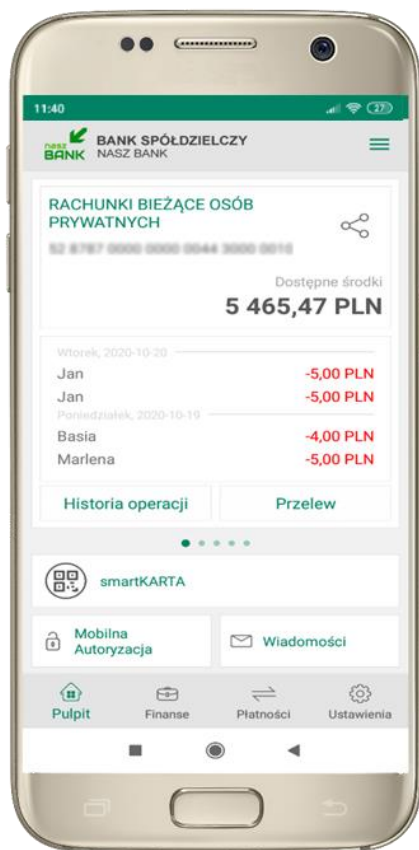 11:40
27
nasz BANK
BANK SPÓŁDZIELCZY
NASZ BANK
RACHUNKI BIEŻĄCE OSÓB
PRYWATNYCH
Dostępne środki
5 465,47 PLN
Wtorek, 2020-10-20
Jan -5,00 PLN
Jan -5,00 PLN
Poniedziałek, 2020-10-19
Basia -4,00 PLN
Marlena -5,00 PLN
Historia operacji Przelew
smartKARTA
Mobilna
Autoryzacja
Wiadomości
Pulpit Finanse Płatności Ustawienia